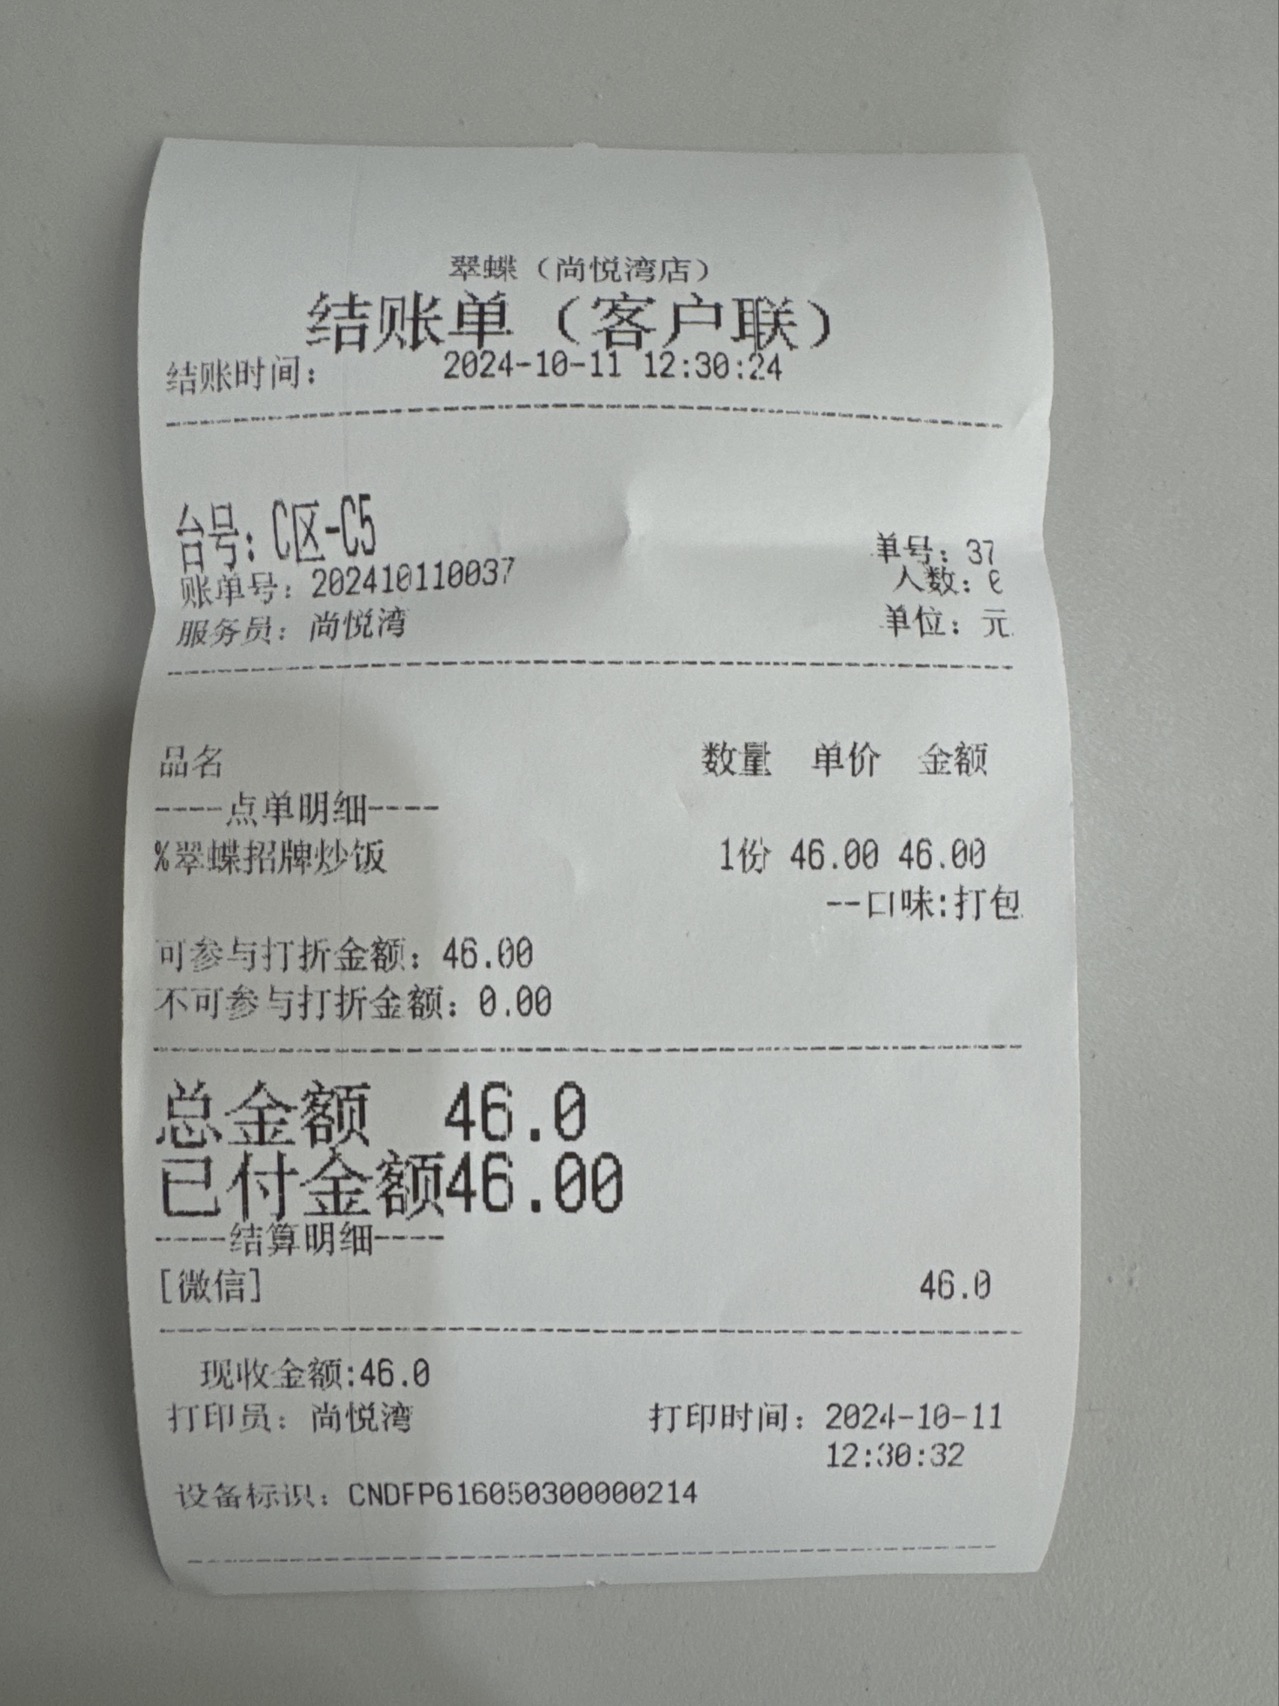 翠蝶（尚悦湾店）
结账单（客户联）
结账时间： 2024-10-11 12:30:24
台号：C区-C5
单号：37
账单号：202410110037
人数：
服务员：尚悦湾
单位：元
品名 数量 单价 金额
----点单明细----
%翠蝶招牌炒饭 1份 46.00 46.00
--口味:打包
可参与打折金额：46.00
不可参与打折金额：0.00
总金额 46.0
已付金额46.00
----结算明细----
[微信] 46.0
现收金额:46.0
打印员：尚悦湾 打印时间：2024-10-11
12:30:32
设备标识：CNDFP616050300000214